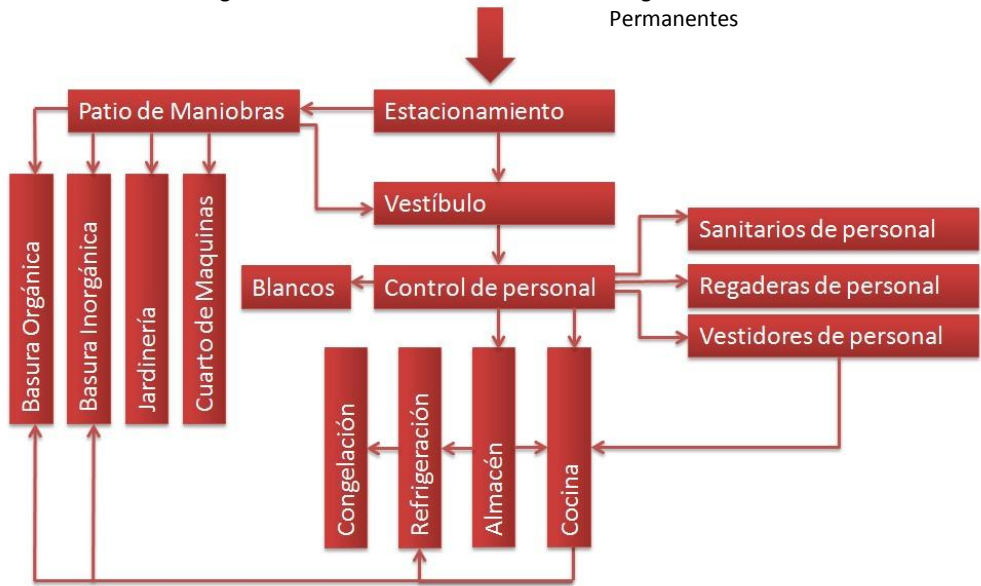 Permanentes
Patio de Maniobras
Estacionamiento
Vestíbulo
Sanitarios de personal
Blancos
Control de personal
Regaderas de personal
Vestidores de personal
Basura Orgánica
Basura Inorgánica
Jardinería
Cuarto de Maquinas
Congelación
Refrigeración
Almacén
Cocina